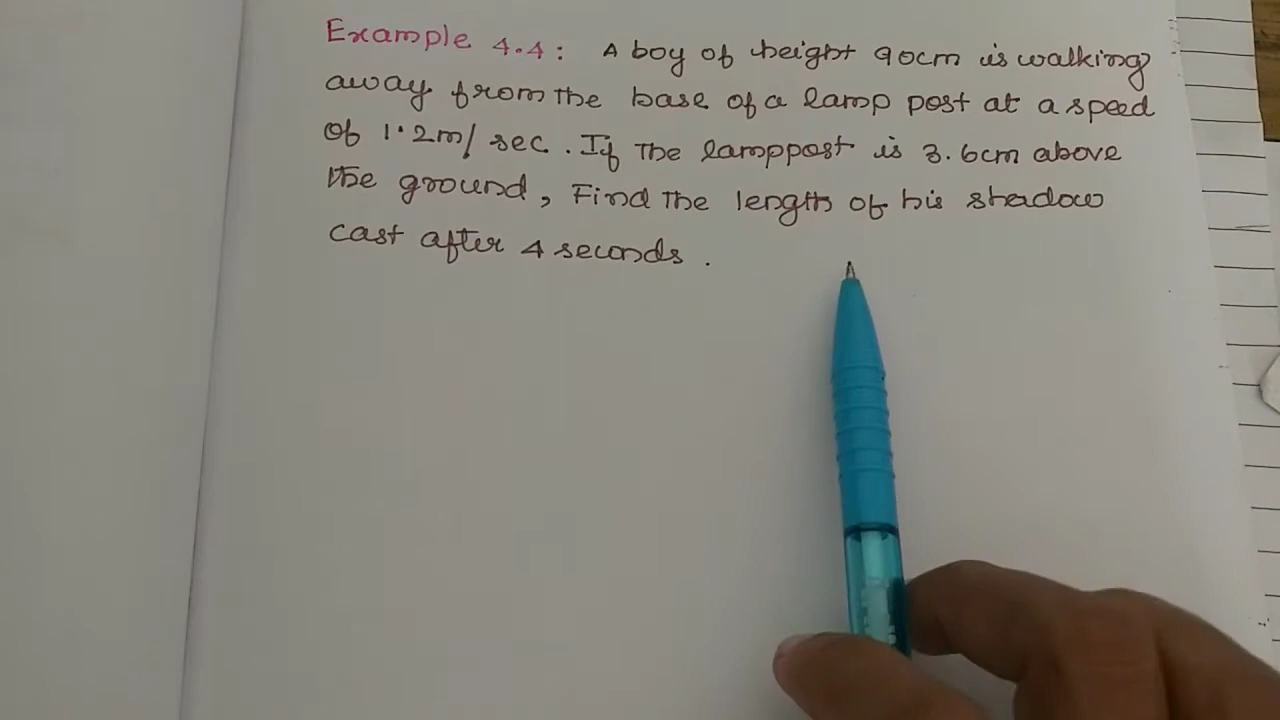 Example 4.4: A boy of height 90cm is walking
away from the base of a lamp post at a speed
of 1.2m/sec. If the lamppost is 3.6cm above
the ground, Find the length of his shadow
cast after 4 seconds.